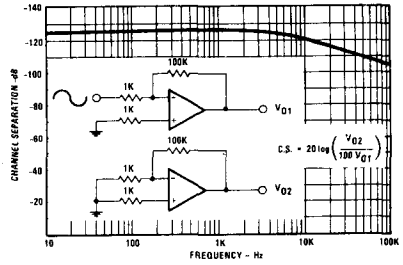 CHANNEL SEPARATION - dB
-140
-120
-100
-80
-60
-40
-20
100K
1K
1K
VO1
C.S. = 20 log (VO2 / 100 VO1)
100K
1K
1K
VO2
10
100
1K
10K
100K
FREQUENCY - Hz